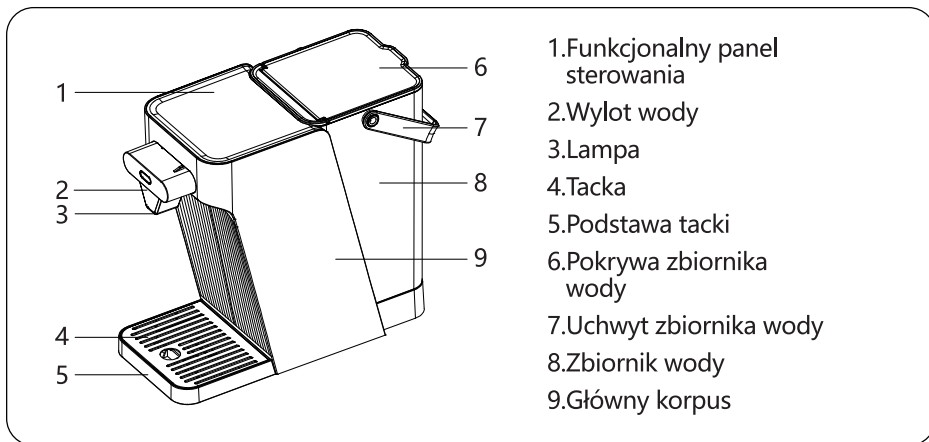 1
2
3
4
5
6
7
8
9
1.Funkcjonalny panel
sterowania
2.Wylot wody
3.Lampa
4.Tacka
5.Podstawa tacki
6.Pokrywa zbiornika
wody
7.Uchwyt zbiornika wody
8.Zbiornik wody
9.Główny korpus